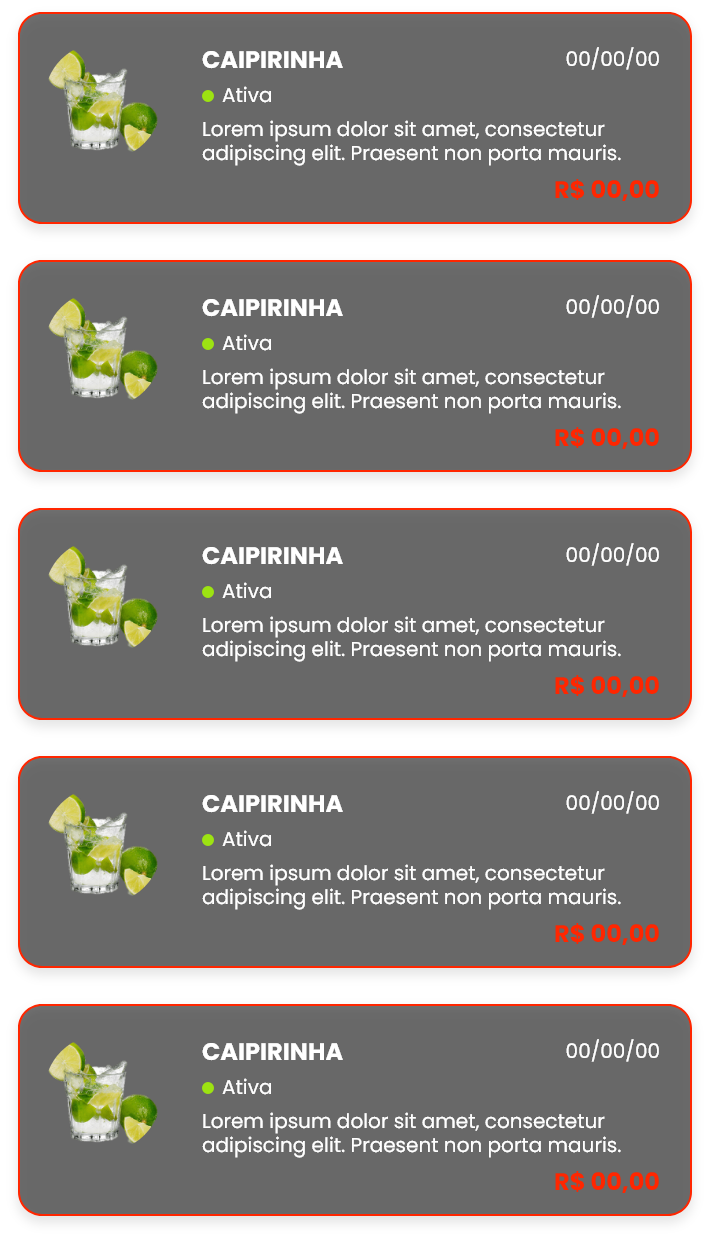 CAIPIRINHA 00/00/00
Ativa
Lorem ipsum dolor sit amet, consectetur
adipiscing elit. Praesent non porta mauris.
R$ 00,00
CAIPIRINHA 00/00/00
Ativa
Lorem ipsum dolor sit amet, consectetur
adipiscing elit. Praesent non porta mauris.
R$ 00,00
CAIPIRINHA 00/00/00
Ativa
Lorem ipsum dolor sit amet, consectetur
adipiscing elit. Praesent non porta mauris.
R$ 00,00
CAIPIRINHA 00/00/00
Ativa
Lorem ipsum dolor sit amet, consectetur
adipiscing elit. Praesent non porta mauris.
R$ 00,00
CAIPIRINHA 00/00/00
Ativa
Lorem ipsum dolor sit amet, consectetur
adipiscing elit. Praesent non porta mauris.
R$ 00,00